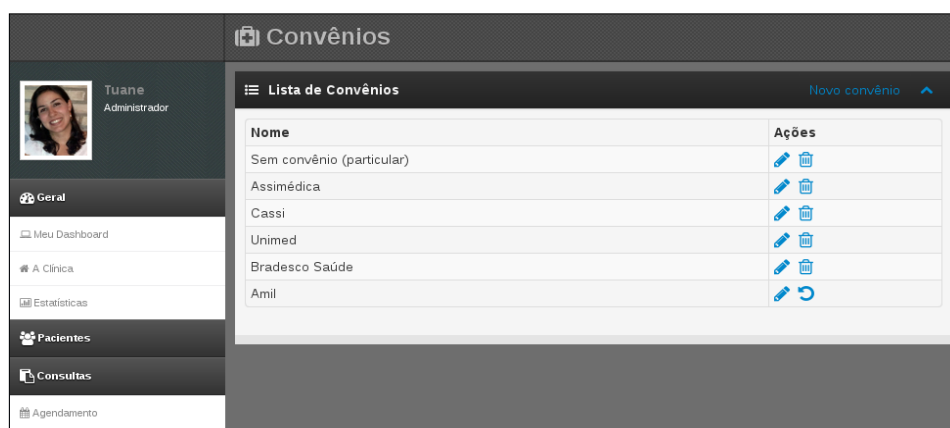 Convênios
Tuane
Administrador
Lista de Convênios Novo convênio
Nome Ações
Sem convênio (particular)
Assimédica
Cassi
Unimed
Bradesco Saúde
Amil
Geral
Meu Dashboard
A Clínica
Estatísticas
Pacientes
Consultas
Agendamento